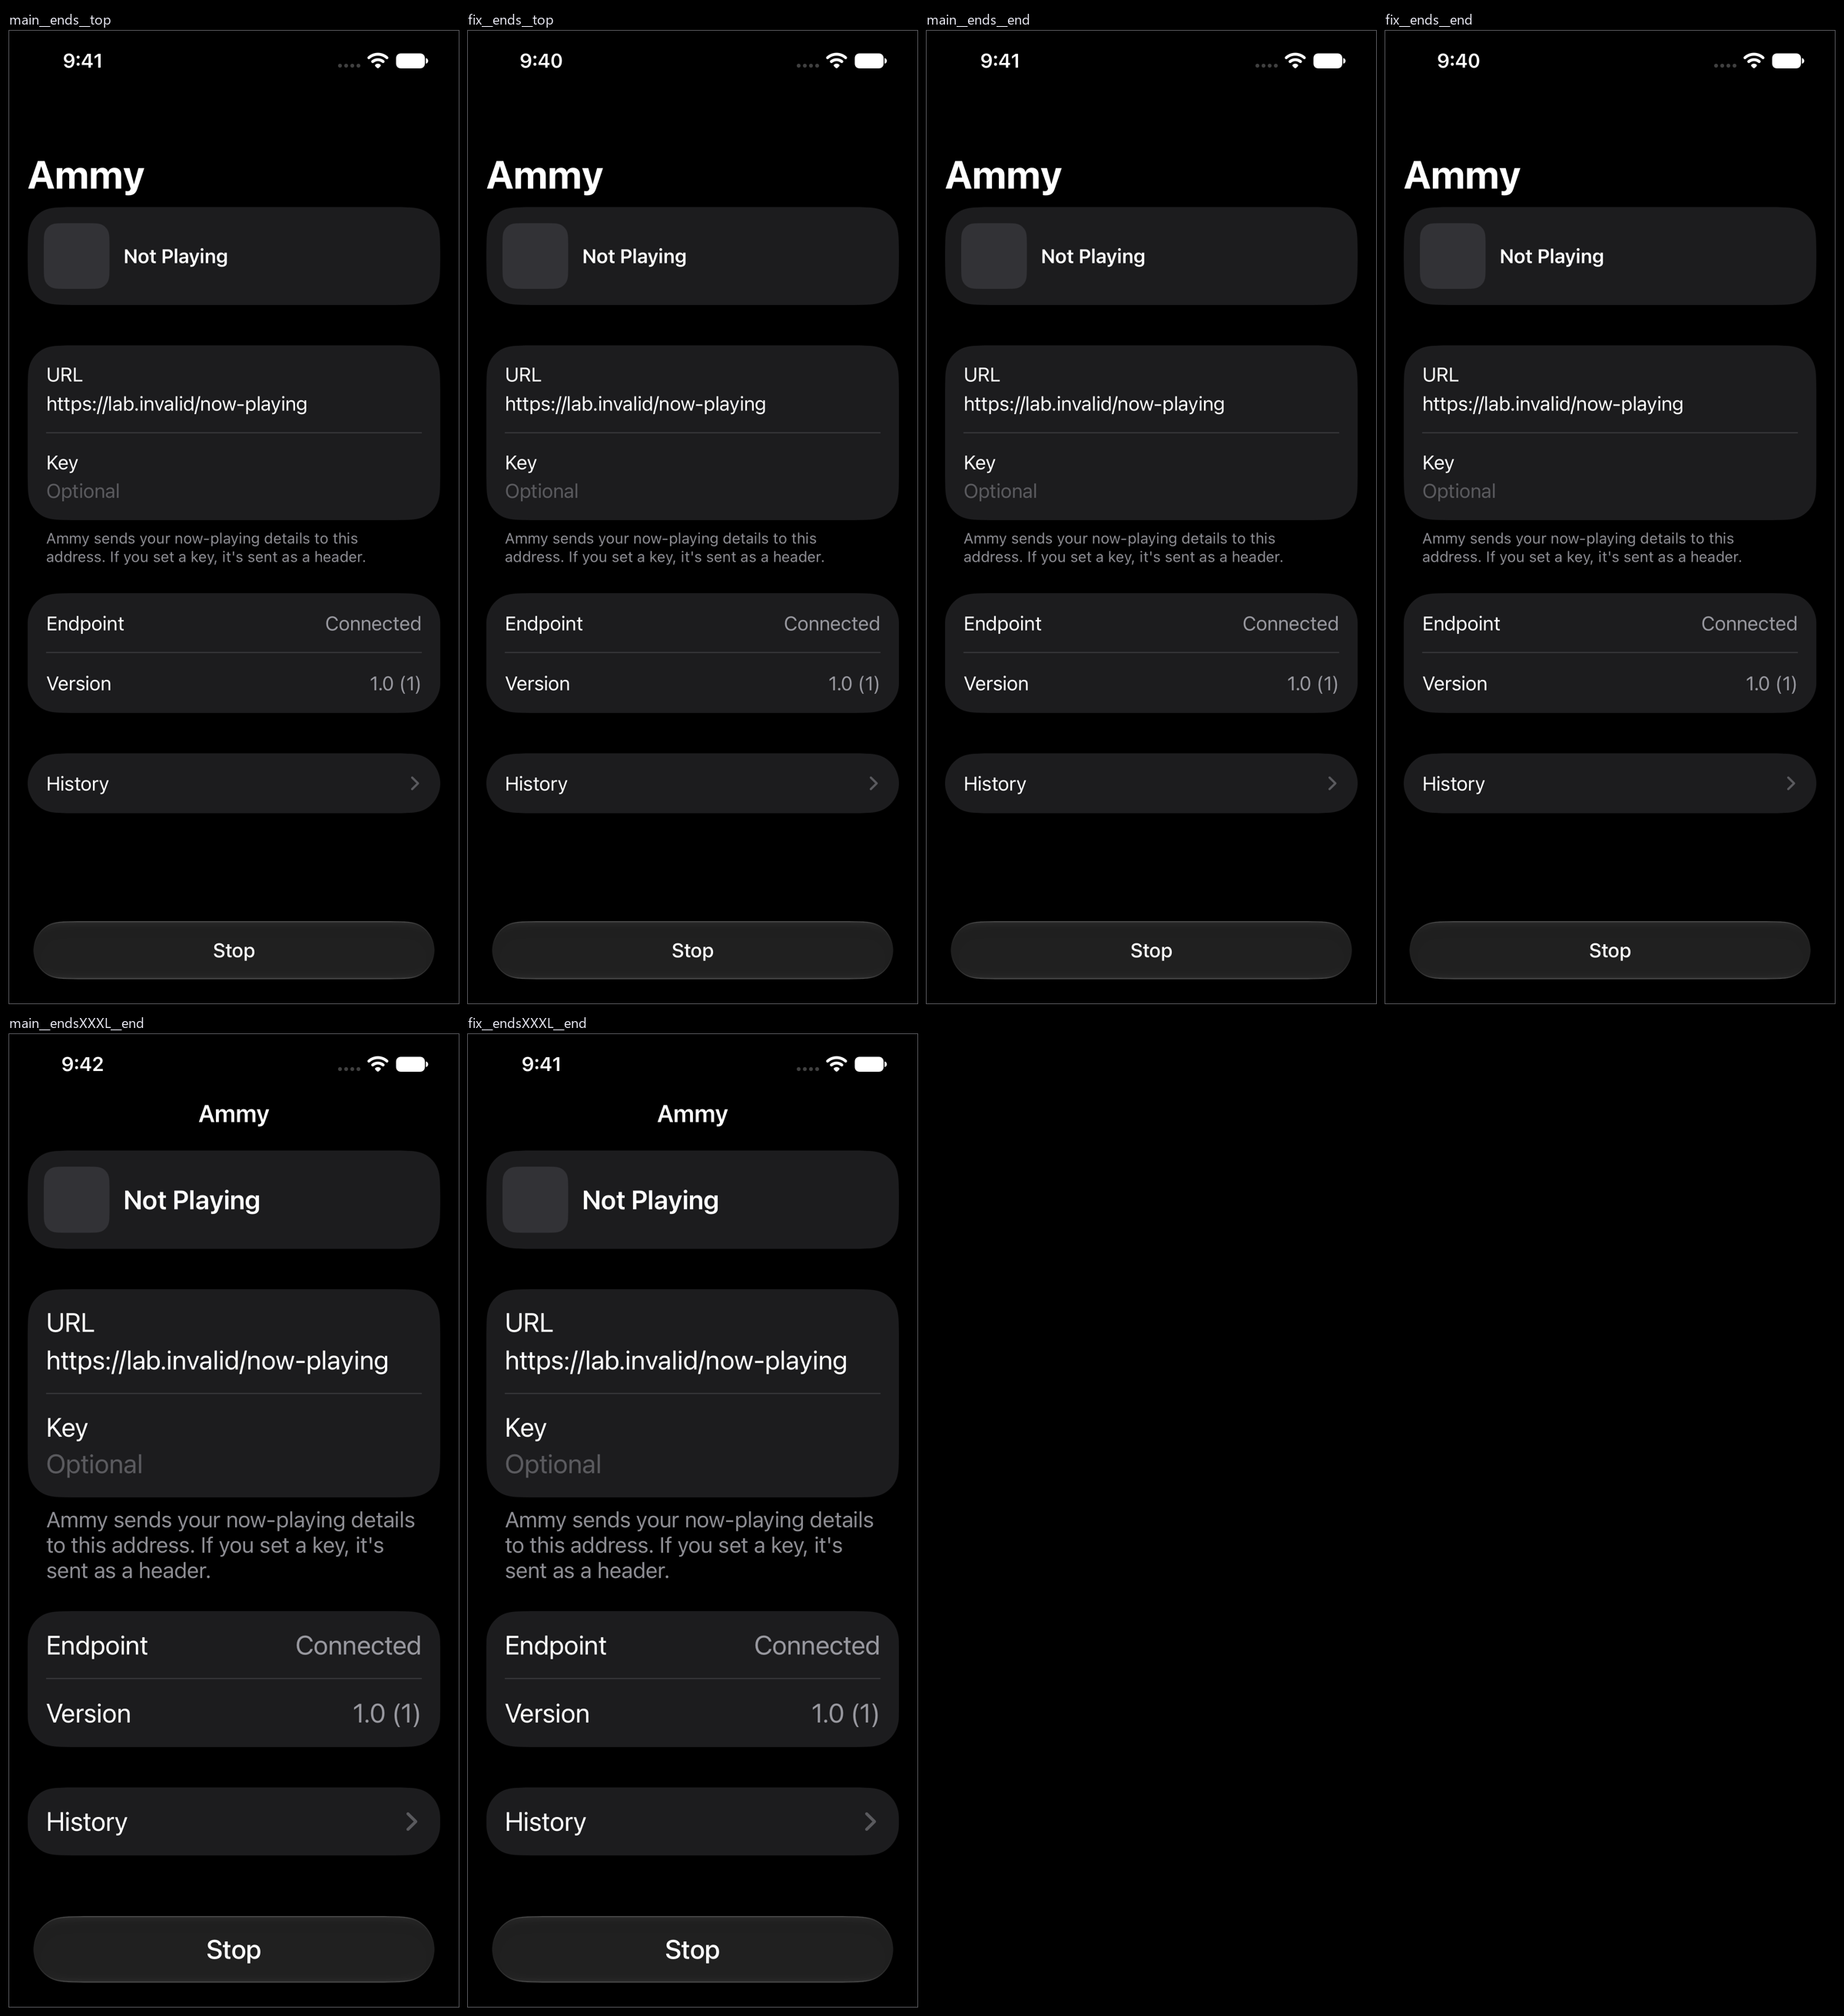 main__ends__top
9:41
Ammy
Not Playing
URL
https://lab.invalid/now-playing
Key
Optional
Ammy sends your now-playing details to this
address. If you set a key, it's sent as a header.
Endpoint Connected
Version 1.0 (1)
History
Stop
fix__ends__top
9:40
Ammy
Not Playing
URL
https://lab.invalid/now-playing
Key
Optional
Ammy sends your now-playing details to this
address. If you set a key, it's sent as a header.
Endpoint Connected
Version 1.0 (1)
History
Stop
main__ends__end
9:41
Ammy
Not Playing
URL
https://lab.invalid/now-playing
Key
Optional
Ammy sends your now-playing details to this
address. If you set a key, it's sent as a header.
Endpoint Connected
Version 1.0 (1)
History
Stop
fix__ends__end
9:40
Ammy
Not Playing
URL
https://lab.invalid/now-playing
Key
Optional
Ammy sends your now-playing details to this
address. If you set a key, it's sent as a header.
Endpoint Connected
Version 1.0 (1)
History
Stop
main__endsXXXL__end
9:42
Ammy
Not Playing
URL
https://lab.invalid/now-playing
Key
Optional
Ammy sends your now-playing details
to this address. If you set a key, it's
sent as a header.
Endpoint Connected
Version 1.0 (1)
History
Stop
fix__endsXXXL__end
9:41
Ammy
Not Playing
URL
https://lab.invalid/now-playing
Key
Optional
Ammy sends your now-playing details
to this address. If you set a key, it's
sent as a header.
Endpoint Connected
Version 1.0 (1)
History
Stop